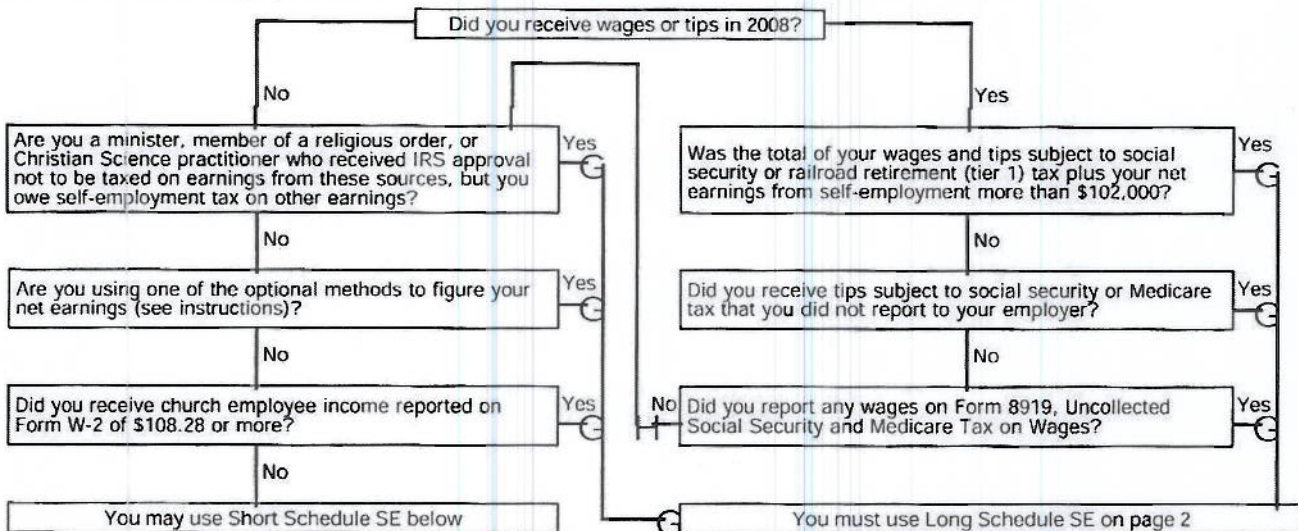 Did you receive wages or tips in 2008?
No
Yes
Are you a minister, member of a religious order, or
Christian Science practitioner who received IRS approval
not to be taxed on earnings from these sources, but you
owe self-employment tax on other earnings?
Yes
Was the total of your wages and tips subject to social
security or railroad retirement (tier 1) tax plus your net
earnings from self-employment more than $102,000?
Yes
No
No
Are you using one of the optional methods to figure your
net earnings (see instructions)?
Yes
Did you receive tips subject to social security or Medicare
tax that you did not report to your employer?
Yes
No
No
Did you receive church employee income reported on
Form W-2 of $108.28 or more?
Yes
No
Did you report any wages on Form 8919, Uncollected
Social Security and Medicare Tax on Wages?
Yes
No
You may use Short Schedule SE below
You must use Long Schedule SE on page 2